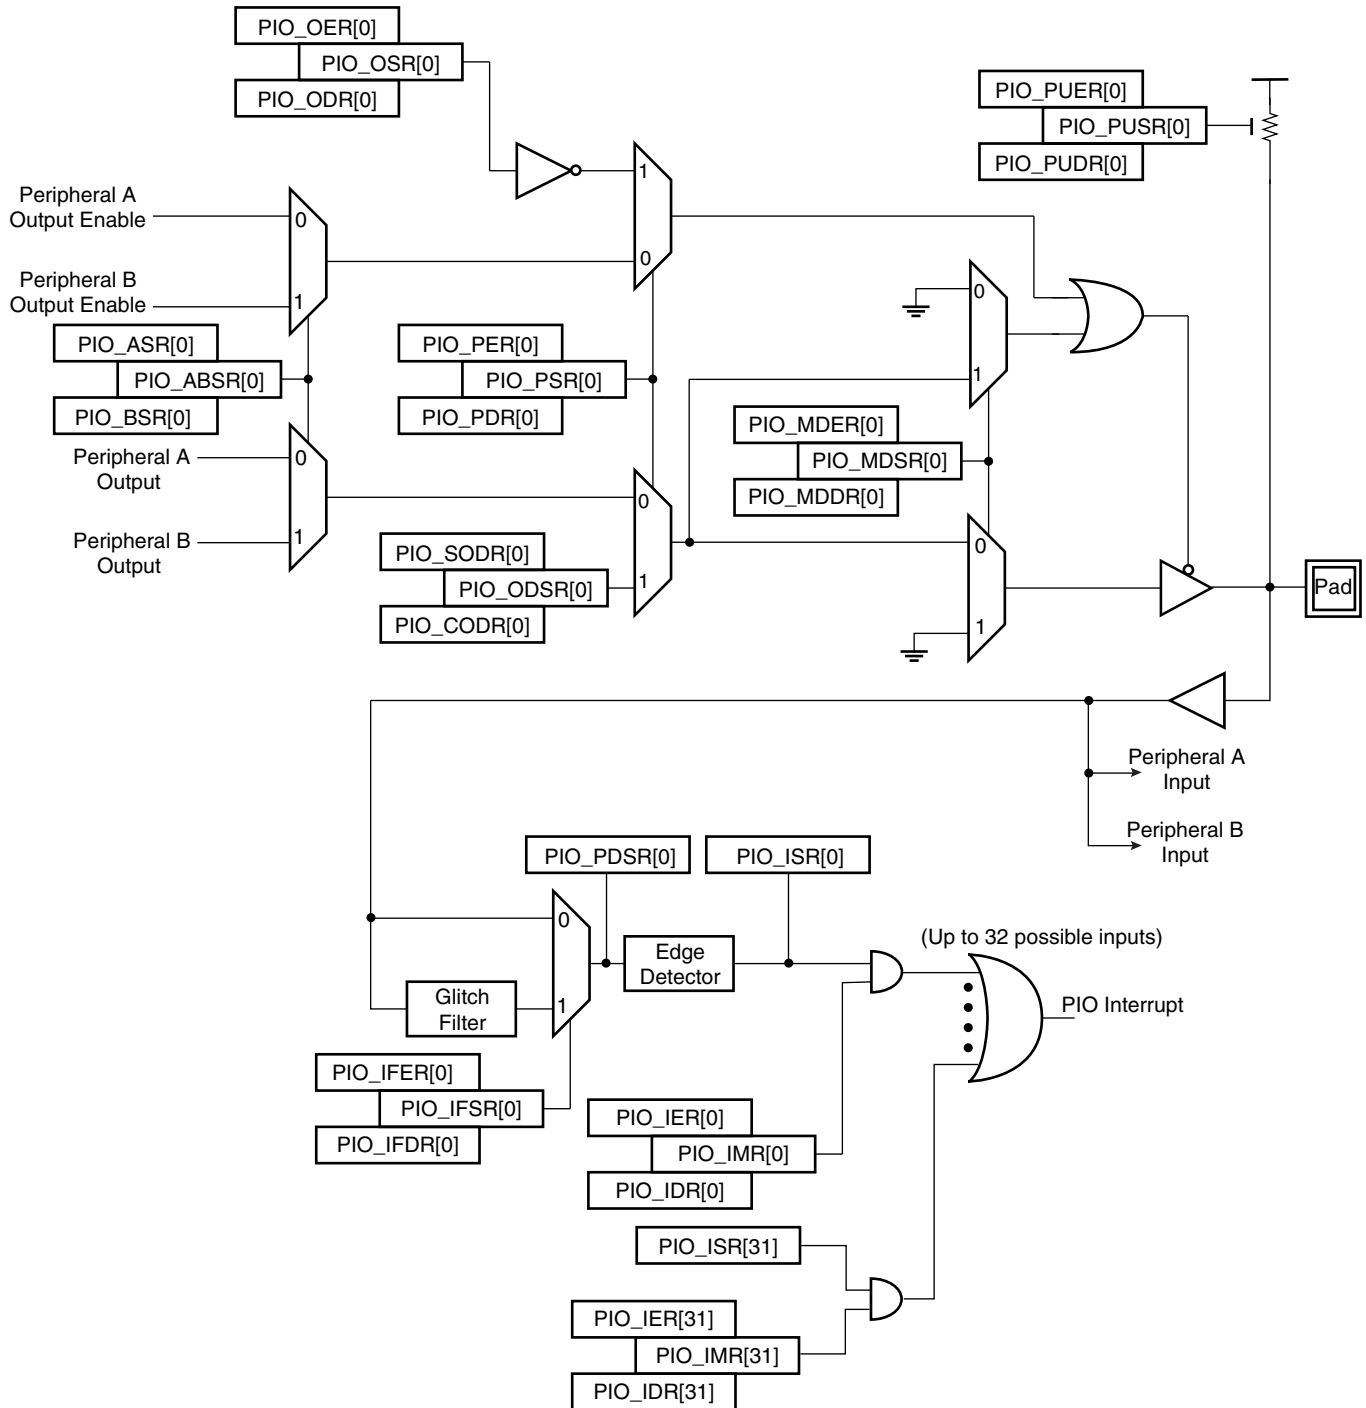 PIO_OER[0]
PIO_OSR[0]
PIO_ODR[0]
PIO_PUER[0]
PIO_PUSR[0]
PIO_PUDR[0]
1
0
Peripheral A
Output Enable
0
Peripheral B
Output Enable
1
0
1
PIO_ASR[0]
PIO_ABSR[0]
PIO_BSR[0]
PIO_PER[0]
PIO_PSR[0]
PIO_PDR[0]
PIO_MDER[0]
PIO_MDSR[0]
PIO_MDDR[0]
Peripheral A
Output
0
Peripheral B
Output
1
0
1
PIO_SODR[0]
PIO_ODSR[0]
PIO_CODR[0]
0
1
Pad
Peripheral A
Input
Peripheral B
Input
PIO_PDSR[0]
PIO_ISR[0]
0
1
Glitch
Filter
Edge
Detector
(Up to 32 possible inputs)
PIO Interrupt
PIO_IFER[0]
PIO_IFSR[0]
PIO_IFDR[0]
PIO_IER[0]
PIO_IMR[0]
PIO_IDR[0]
PIO_ISR[31]
PIO_IER[31]
PIO_IMR[31]
PIO_IDR[31]